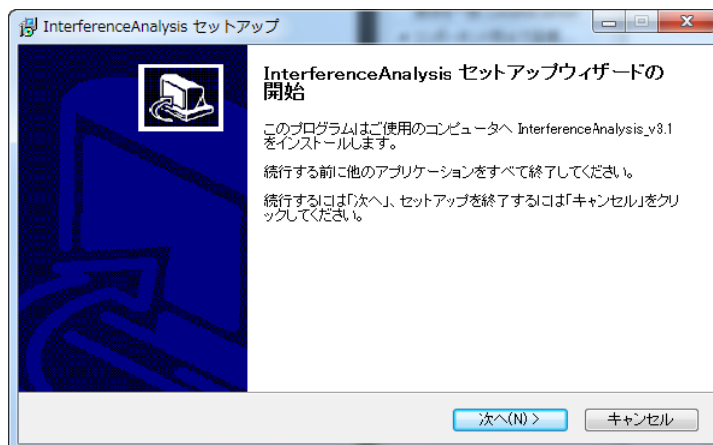 InterferenceAnalysis セットアップ
InterferenceAnalysis セットアップウィザードの
開始
このプログラムはご使用のコンピュータへ InterferenceAnalysis_v3.1
をインストールします。
続行する前に他のアプリケーションをすべて終了してください。
続行するには「次へ」、セットアップを終了するには「キャンセル」をクリ
ックしてください。
次へ(N) >
キャンセル